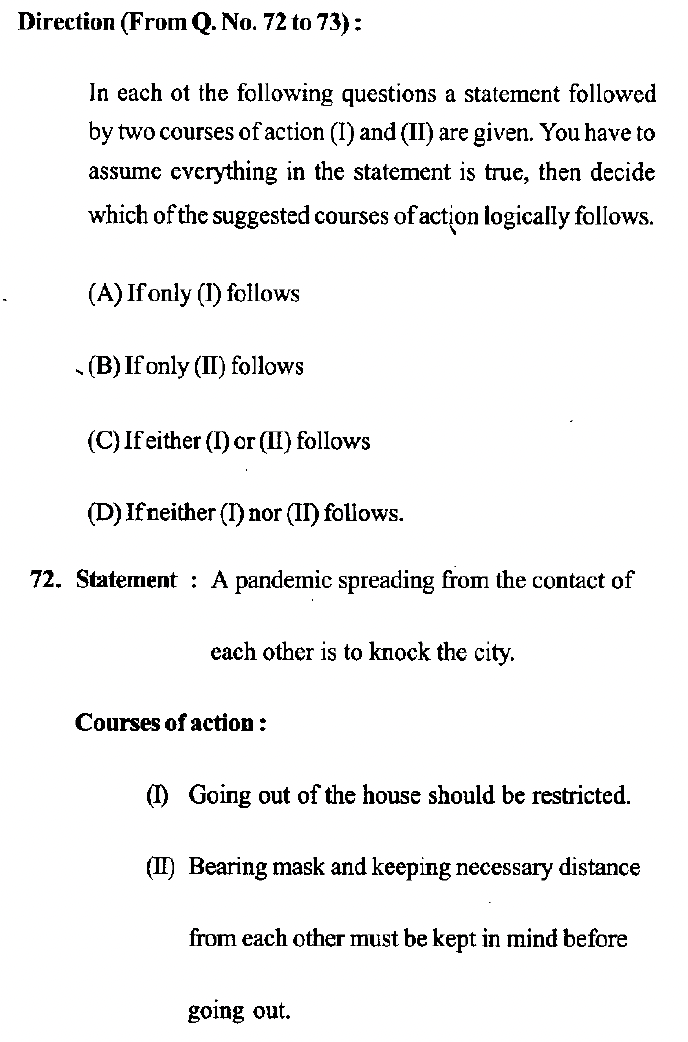 Direction (From Q. No. 72 to 73) :
In each ot the following questions a statement followed
by two courses of action (I) and (II) are given. You have to
assume everything in the statement is true, then decide
which of the suggested courses of action logically follows.
(A) If only (I) follows
(B) If only (II) follows
(C) If either (I) or (II) follows
(D) If neither (I) nor (II) follows.
72. Statement : A pandemic spreading from the contact of
each other is to knock the city.
Courses of action :
(I) Going out of the house should be restricted.
(II) Bearing mask and keeping necessary distance
from each other must be kept in mind before
going out.